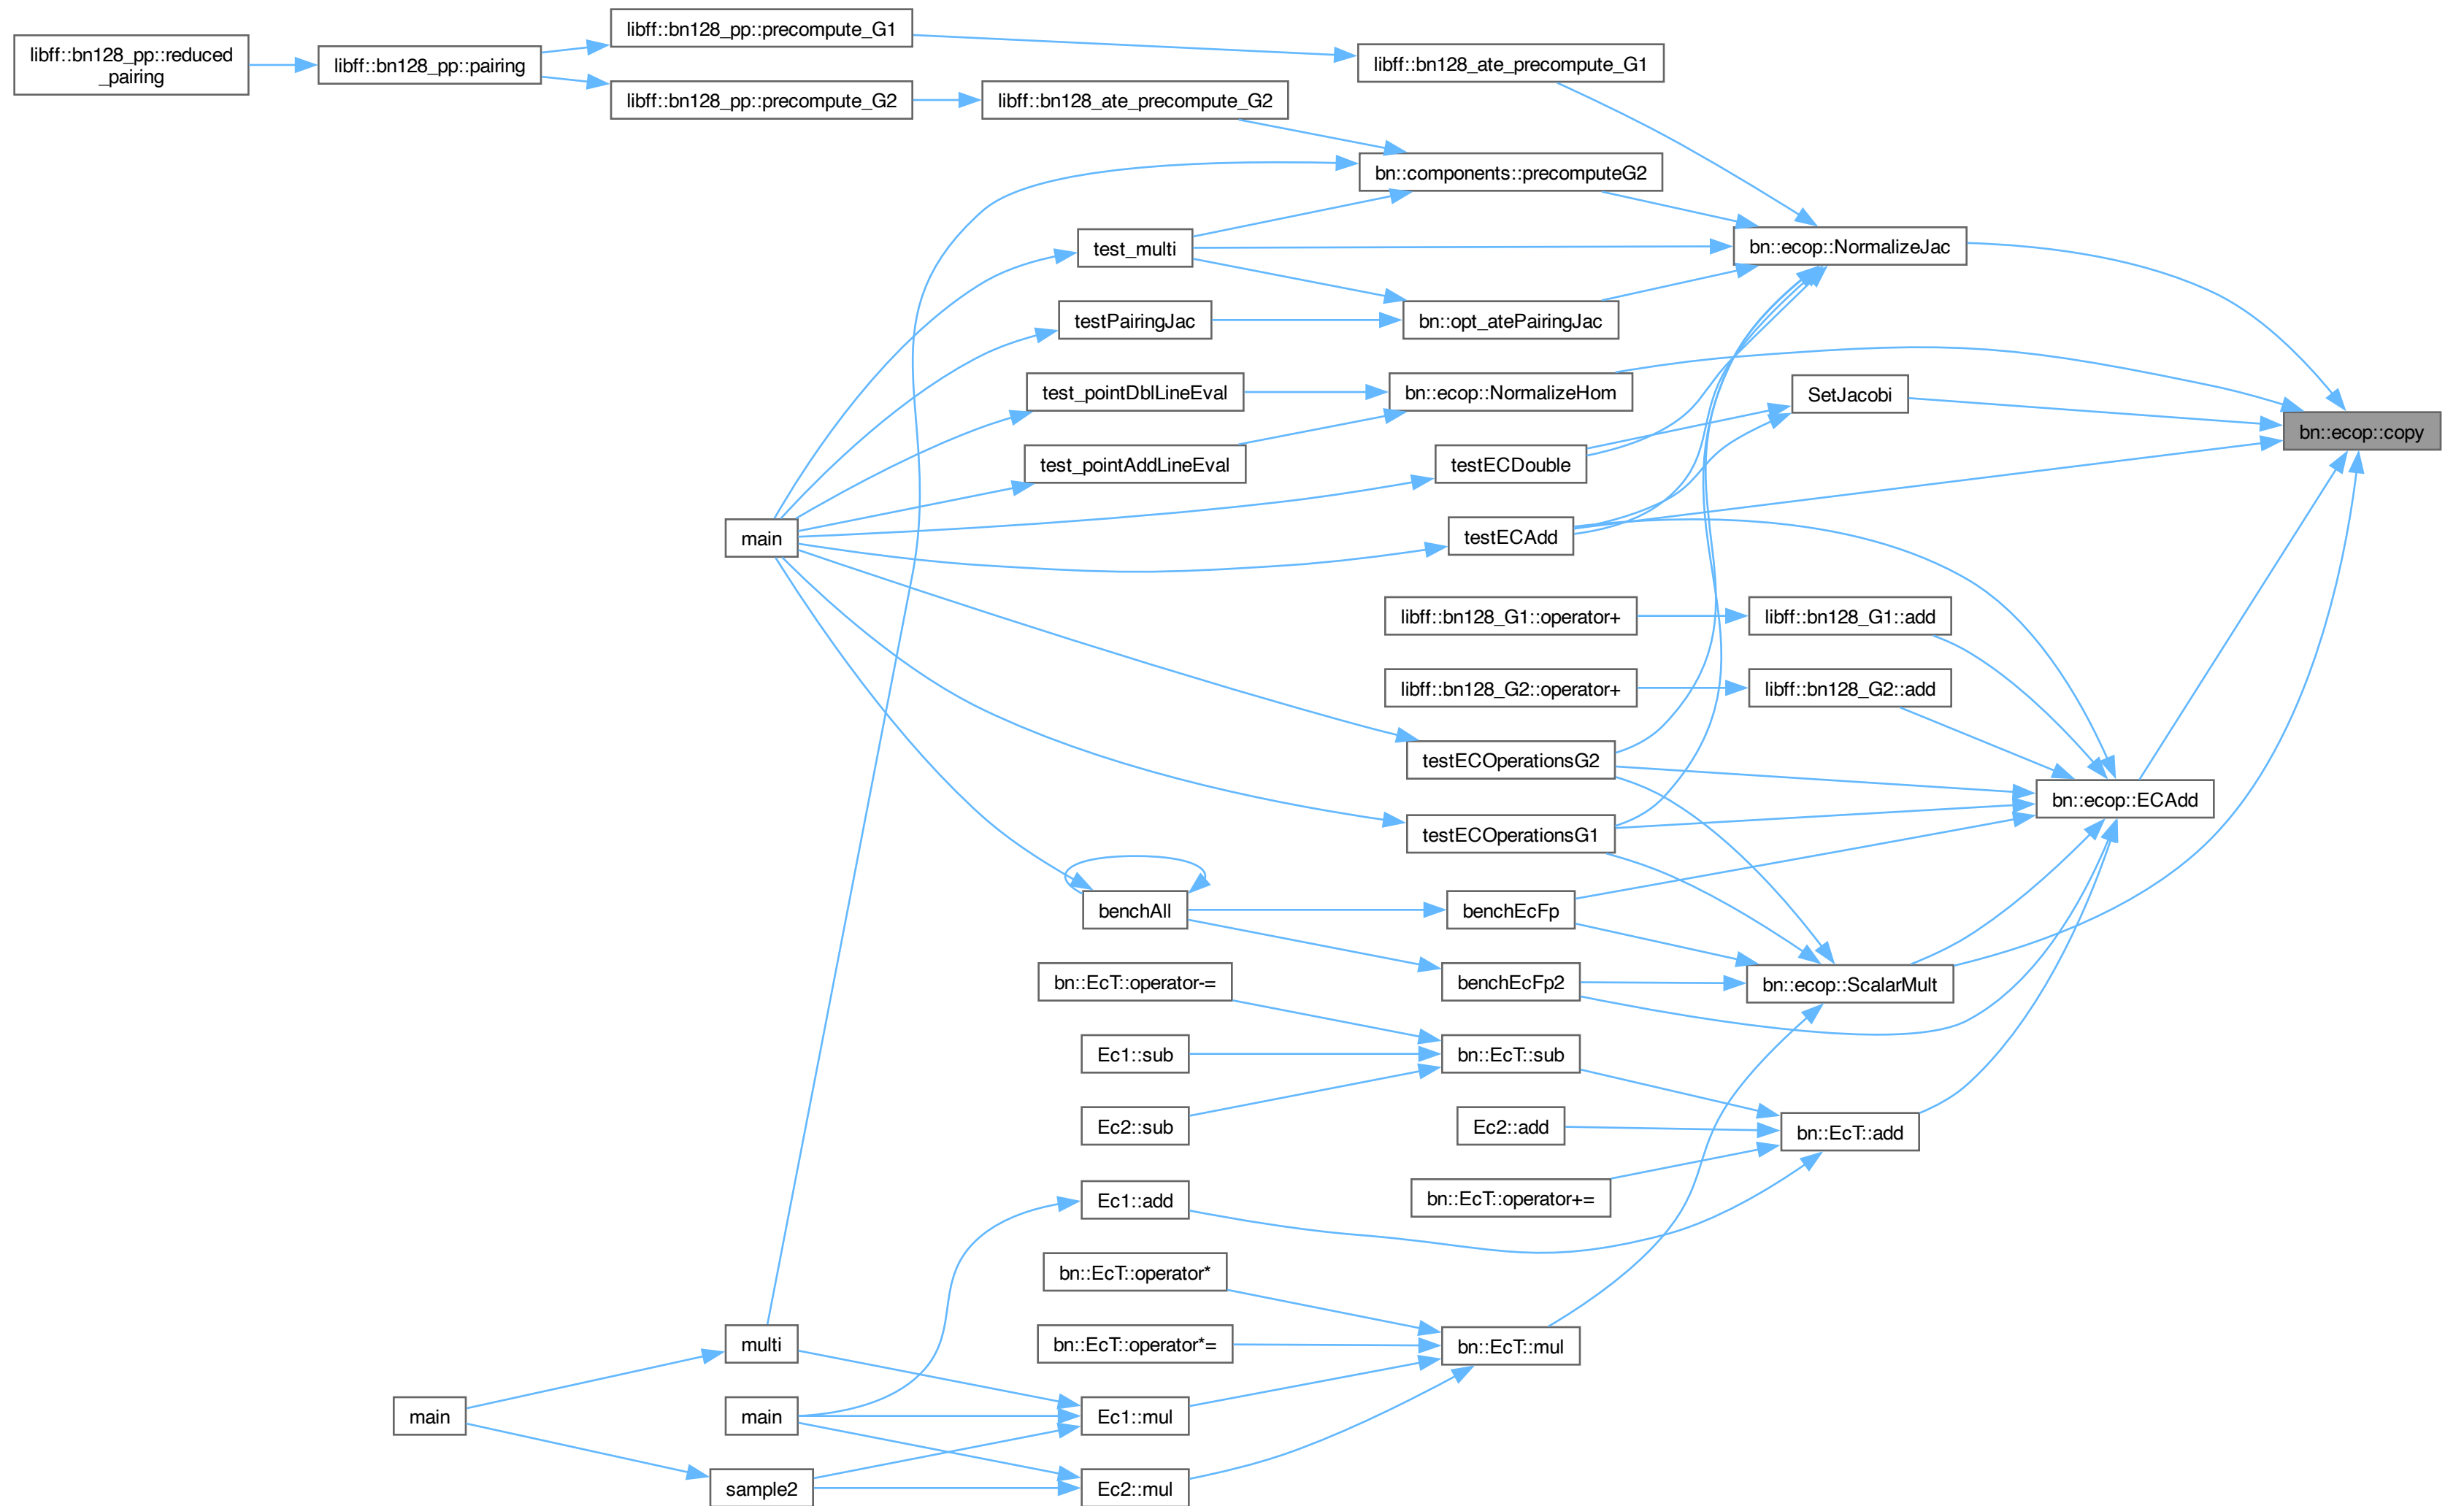 libff::bn128_pp::precompute_G1
libff::bn128_pp::reduced
_pairing
libff::bn128_pp::pairing
libff::bn128_ate_precompute_G1
libff::bn128_pp::precompute_G2
libff::bn128_ate_precompute_G2
bn::components::precomputeG2
test_multi
bn::ecop::NormalizeJac
testPairingJac
bn::opt_atePairingJac
test_pointDblLineEval
bn::ecop::NormalizeHom
SetJacobi
bn::ecop::copy
test_pointAddLineEval
testECDouble
main
testECAdd
libff::bn128_G1::operator+
libff::bn128_G1::add
libff::bn128_G2::operator+
libff::bn128_G2::add
testECOperationsG2
bn::ecop::ECAdd
testECOperationsG1
benchAll
benchEcFp
bn::EcT::operator-=
benchEcFp2
bn::ecop::ScalarMult
Ec1::sub
bn::EcT::sub
Ec2::sub
Ec2::add
bn::EcT::add
Ec1::add
bn::EcT::operator+=
bn::EcT::operator*
multi
bn::EcT::operator*=
bn::EcT::mul
main
main
Ec1::mul
sample2
Ec2::mul